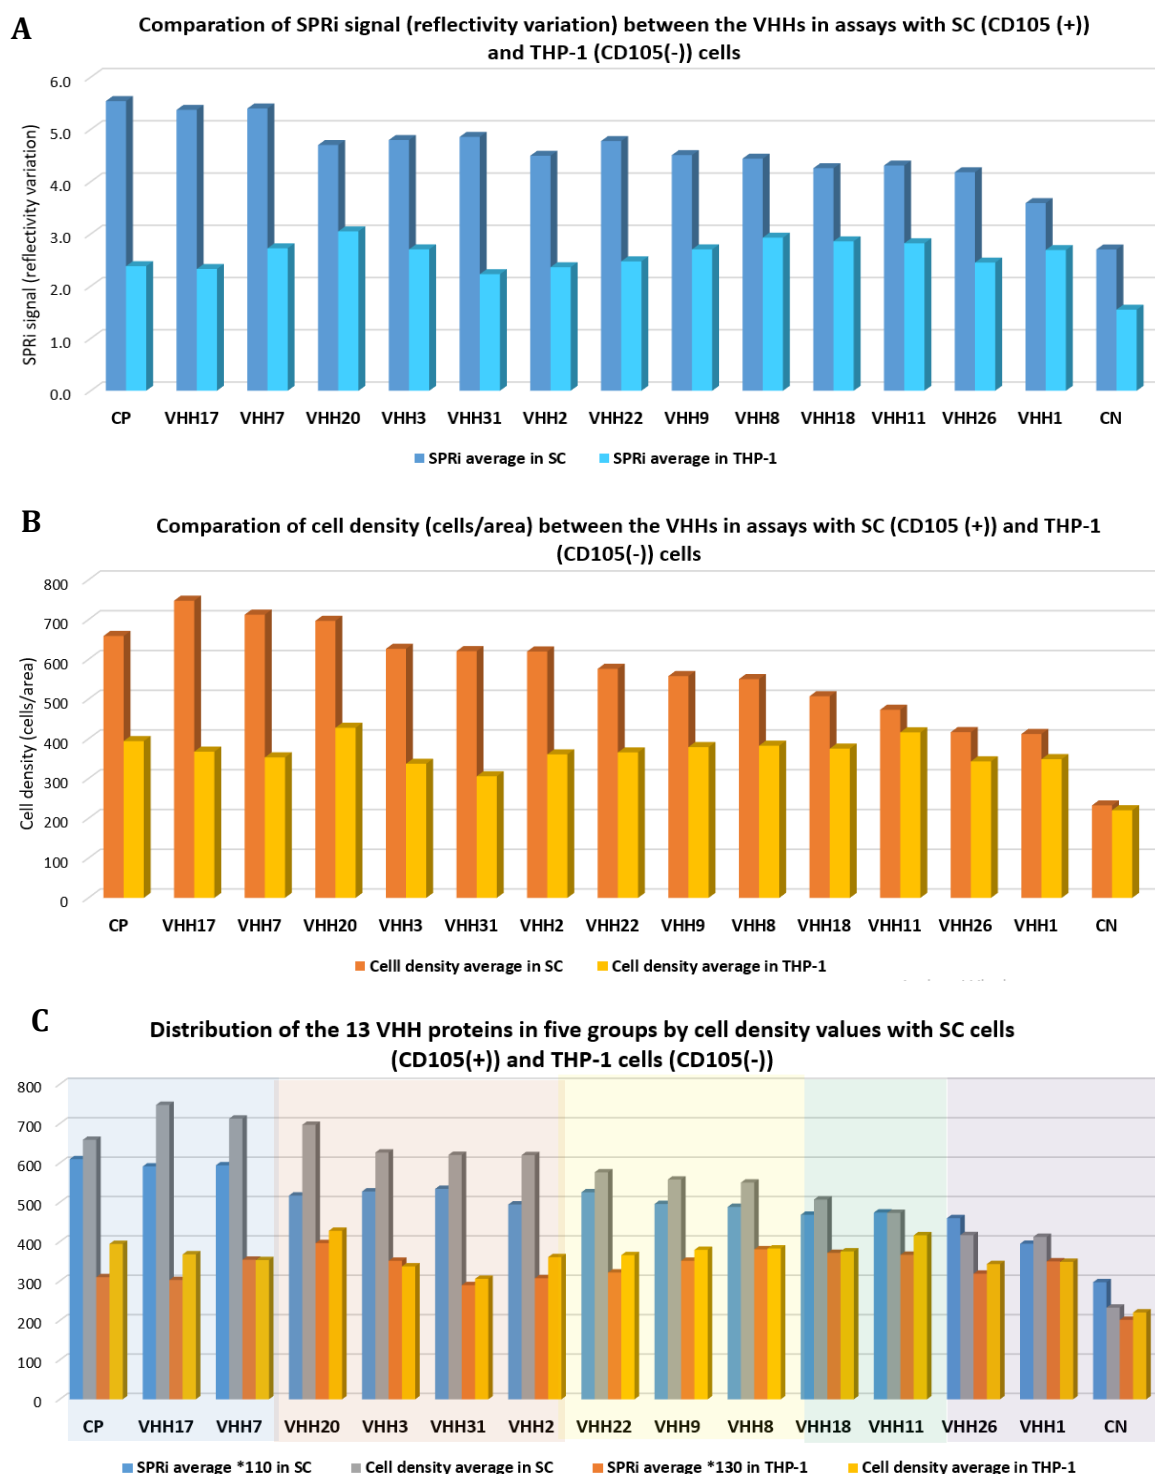 A
Comparation of SPRi signal (reflectivity variation) between the VHHs in assays with SC (CD105 (+))
and THP-1 (CD105(-)) cells
SPRi signal (reflectivity variation)
6.0
5.0
4.0
3.0
2.0
1.0
0.0
CP VHH17 VHH7 VHH20 VHH3 VHH31 VHH2 VHH22 VHH9 VHH8 VHH18 VHH11 VHH26 VHH1 CN
SPRi average in SC SPRi average in THP-1
B
Comparation of cell density (cells/area) between the VHHs in assays with SC (CD105 (+)) and THP-1
(CD105(-)) cells
Cell density (cells/area)
800
700
600
500
400
300
200
100
0
CP VHH17 VHH7 VHH20 VHH3 VHH31 VHH2 VHH22 VHH9 VHH8 VHH18 VHH11 VHH26 VHH1 CN
Celll density average in SC Cell density average in THP-1
C
Distribution of the 13 VHH proteins in five groups by cell density values with SC cells
(CD105(+)) and THP-1 cells (CD105(-))
800
700
600
500
400
300
200
100
0
CP VHH17 VHH7 VHH20 VHH3 VHH31 VHH2 VHH22 VHH9 VHH8 VHH18 VHH11 VHH26 VHH1 CN
SPRi average *110 in SC Cell density average in SC SPRi average *130 in THP-1 Cell density average in THP-1